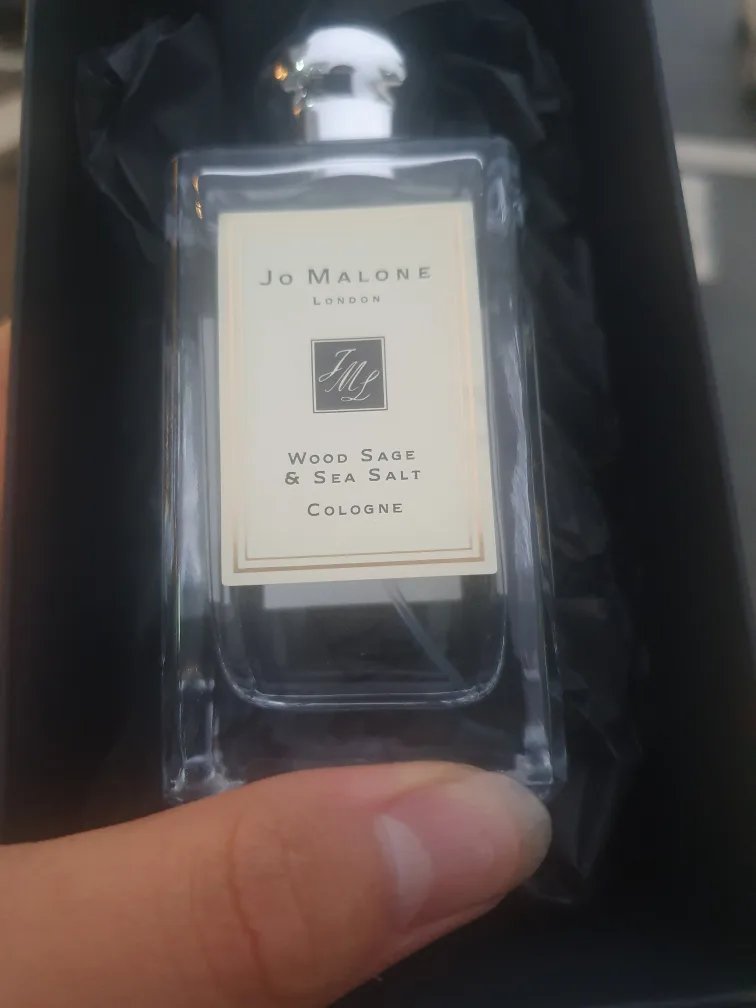 Jo Malone
London
JML
Wood Sage
& Sea Salt
Cologne